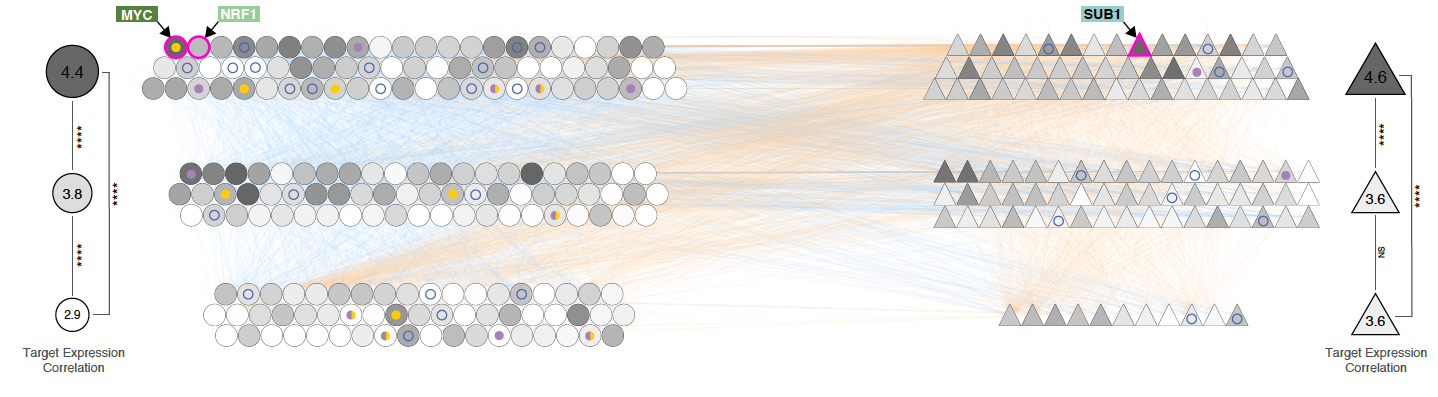 MYC
NRF1
SUB1
4.4
4.6
****
****
****
****
3.8
3.6
****
NS
2.9
3.6
Target Expression
Correlation
Target Expression
Correlation